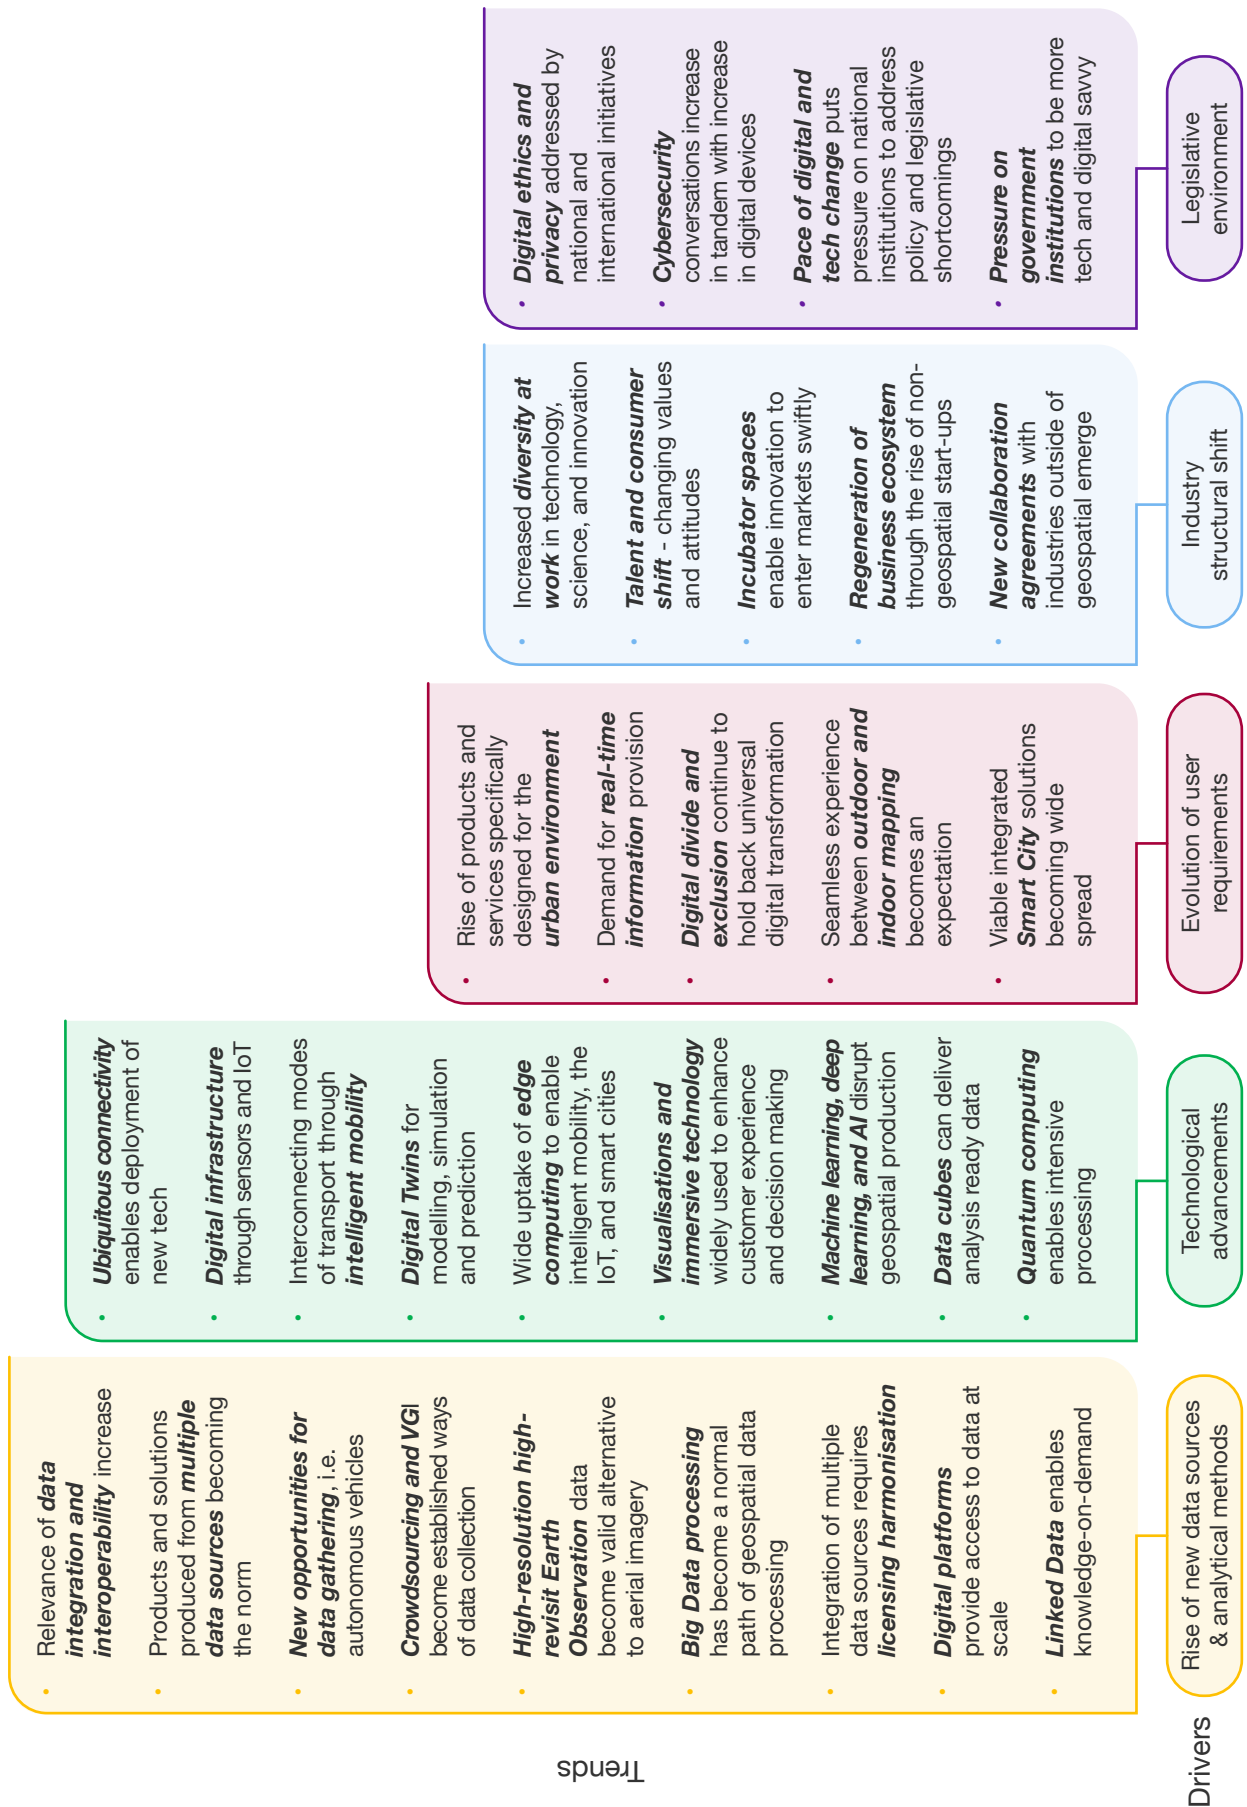 Trends
Relevance of data
integration and
interoperability increase
Products and solutions
produced from multiple
data sources becoming
the norm
New opportunities for
data gathering, i.e.
autonomous vehicles
Crowdsourcing and VGI
become established ways
of data collection
High-resolution high-
revisit Earth
Observation data
become valid alternative
to aerial imagery
Big Data processing
has become a normal
path of geospatial data
processing
Integration of multiple
data sources requires
licensing harmonisation
Digital platforms
provide access to data at
scale
Linked Data enables
knowledge-on-demand
Ubiquitous connectivity
enables deployment of
new tech
Digital infrastructure
through sensors and IoT
Interconnecting modes
of transport through
intelligent mobility
Digital Twins for
modelling, simulation
and prediction
Wide uptake of edge
computing to enable
intelligent mobility, the
IoT, and smart cities
Visualisations and
immersive technology
widely used to enhance
customer experience
and decision making
Machine learning, deep
learning, and AI disrupt
geospatial production
Data cubes can deliver
analysis ready data
Quantum computing
enables intensive
processing
Rise of products and
services specifically
designed for the
urban environment
Demand for real-time
information provision
Digital divide and
exclusion continue to
hold back universal
digital transformation
Seamless experience
between outdoor and
indoor mapping
becomes an
expectation
Viable integrated
Smart City solutions
becoming wide
spread
Increased diversity at
work in technology,
science, and innovation
Talent and consumer
shift - changing values
and attitudes
Incubator spaces
enable innovation to
enter markets swiftly
Regeneration of
business ecosystem
through the rise of non-
geospatial start-ups
New collaboration
agreements with
industries outside of
geospatial emerge
Digital ethics and
privacy addressed by
national and
international initiatives
Cybersecurity
conversations increase
in tandem with increase
in digital devices
Pace of digital and
tech change puts
pressure on national
institutions to address
policy and legislative
shortcomings
Pressure on
government
institutions to be more
tech and digital savvy
Drivers
Rise of new data sources
& analytical methods
Technological
advancements
Evolution of user
requirements
Industry
structural shift
Legislative
environment